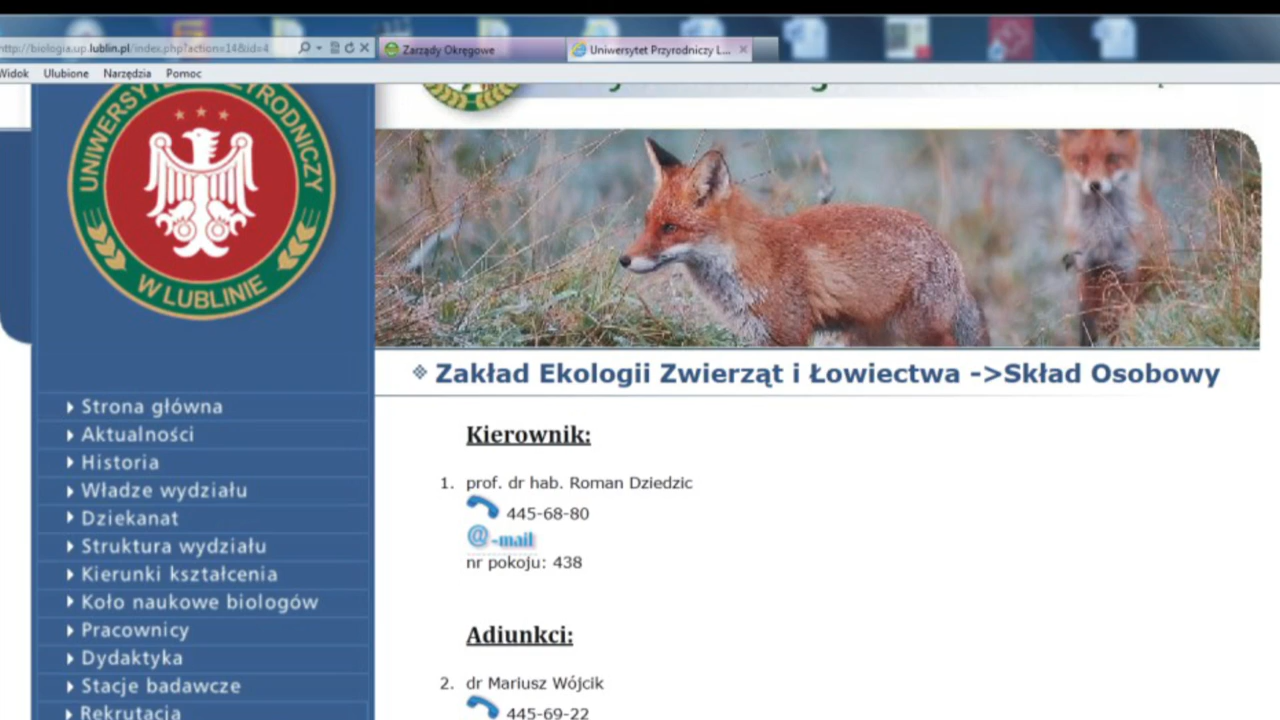 http://biologia.up.lublin.pl/index.php?action=14&id=4
Zarządy Okręgowe
Uniwersytet Przyrodniczy L...
Widok Ulubione Narzędzia Pomoc
W LUBLINIE
Zakład Ekologii Zwierząt i Łowiectwa ->Skład Osobowy
Strona główna
Aktualności
Historia
Władze wydziału
Dziekanat
Struktura wydziału
Kierunki kształcenia
Koło naukowe biologów
Pracownicy
Dydaktyka
Stacje badawcze
Rekrutacja
Kierownik:
1. prof. dr hab. Roman Dziedzic
445-68-80
@-mail
nr pokoju: 438
Adiunkci:
2. dr Mariusz Wójcik
445-69-22